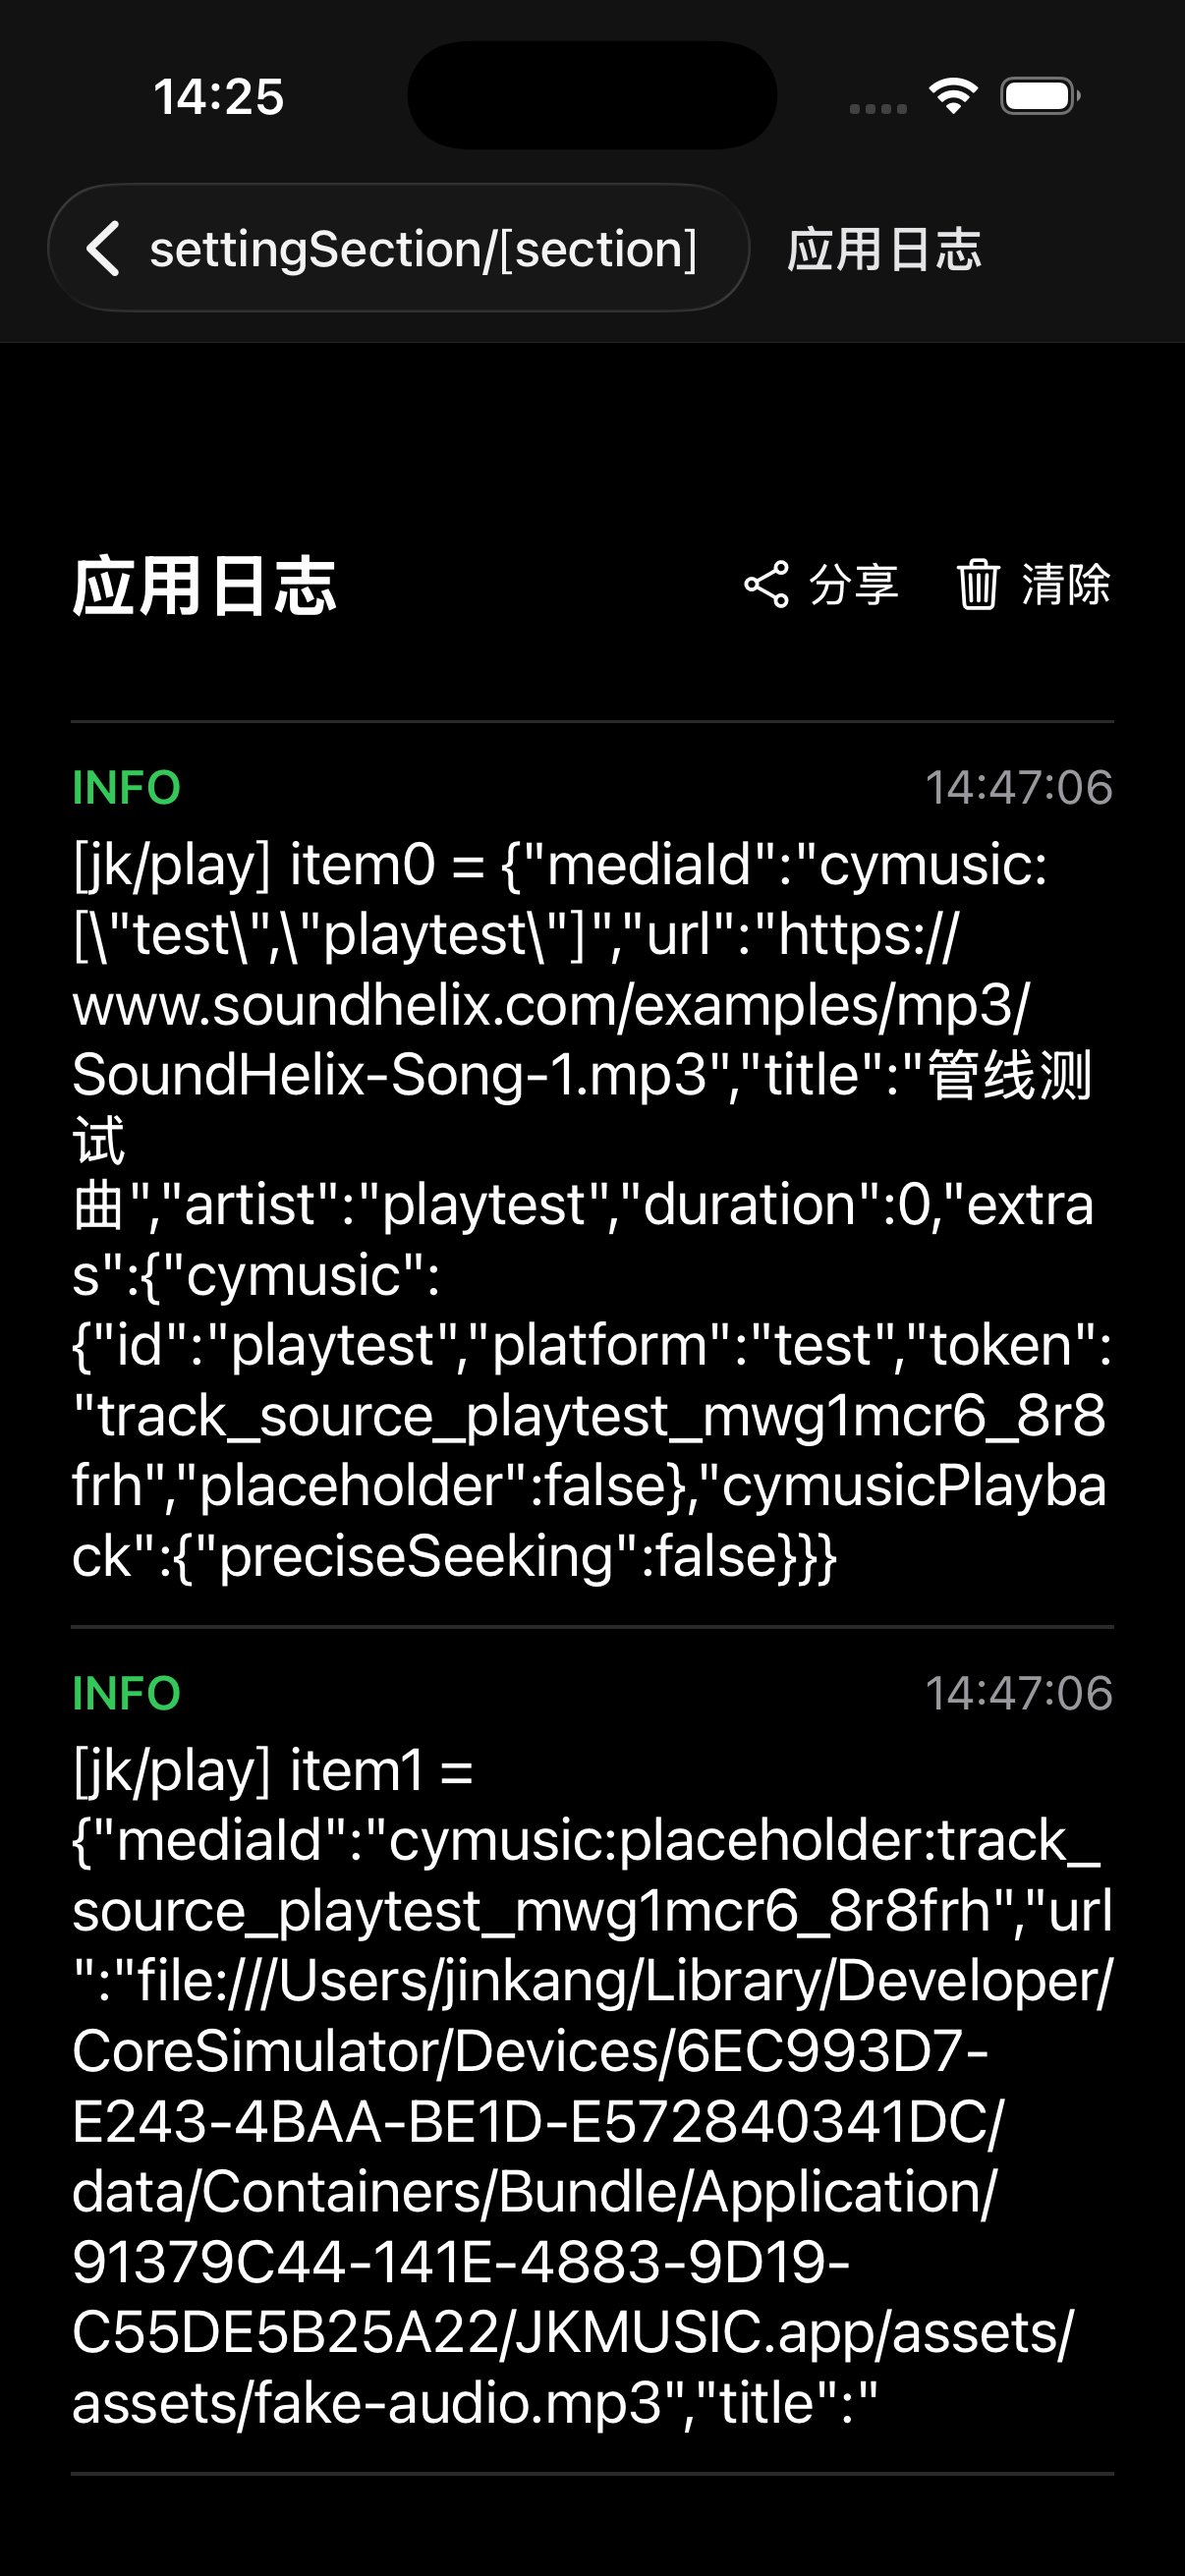 14:25
settingSection/[section]
应用日志
应用日志
分享
清除
INFO
14:47:06
[jk/play] item0 = {"mediaId":"cymusic:
[\"test\",\"playtest\"]","url":"https://
www.soundhelix.com/examples/mp3/
SoundHelix-Song-1.mp3","title":"管线测
试
曲","artist":"playtest","duration":0,"extra
s":{"cymusic":
{"id":"playtest","platform":"test","token":
"track_source_playtest_mwg1mcr6_8r8
frh","placeholder":false},"cymusicPlayba
ck":{"preciseSeeking":false}}}
INFO
14:47:06
[jk/play] item1 =
{"mediaId":"cymusic:placeholder:track_
source_playtest_mwg1mcr6_8r8frh","url
":"file:///Users/jinkang/Library/Developer/
CoreSimulator/Devices/6EC993D7-
E243-4BAA-BE1D-E572840341DC/
data/Containers/Bundle/Application/
91379C44-141E-4883-9D19-
C55DE5B25A22/JKMUSIC.app/assets/
assets/fake-audio.mp3","title":"